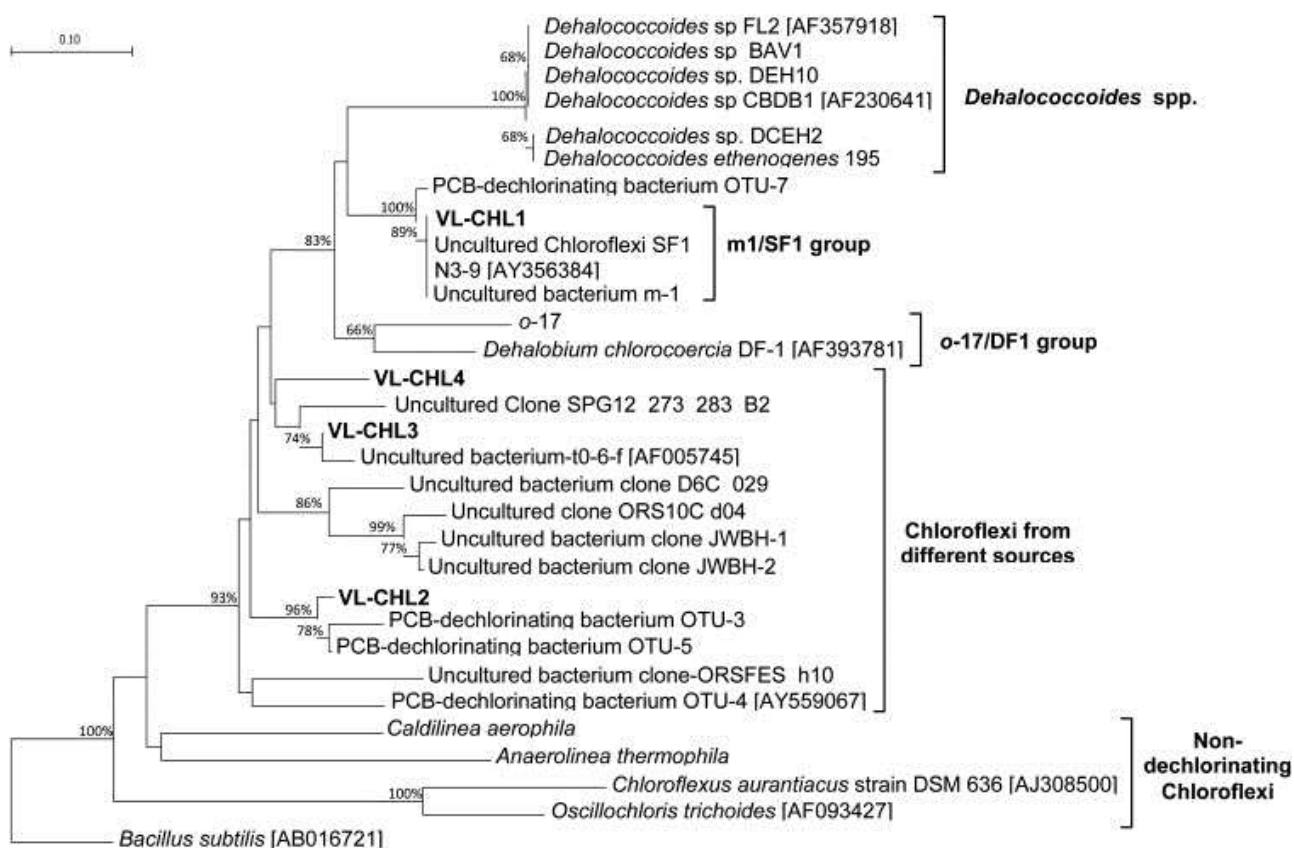 0.10
Dehalococcoides sp FL2 [AF357918]
68%
Dehalococcoides sp BAV1
Dehalococcoides sp. DEH10
100%
Dehalococcoides sp CBDB1 [AF230641]
Dehalococcoides spp.
68%
Dehalococcoides sp. DCEH2
Dehalococcoides ethenogenes 195
PCB-dechlorinating bacterium OTU-7
100%
VL-CHL1
89%
Uncultured Chloroflexi SF1
N3-9 [AY356384]
Uncultured bacterium m-1
m1/SF1 group
83%
o-17
66%
Dehalobium chlorocoercia DF-1 [AF393781]
o-17/DF1 group
VL-CHL4
Uncultured Clone SPG12 273 283 B2
VL-CHL3
74%
Uncultured bacterium-t0-6-f [AF005745]
Uncultured bacterium clone D6C 029
86%
Uncultured clone ORS10C d04
99%
Uncultured bacterium clone JWBH-1
77%
Uncultured bacterium clone JWBH-2
Chloroflexi from
different sources
93%
VL-CHL2
96%
PCB-dechlorinating bacterium OTU-3
78%
PCB-dechlorinating bacterium OTU-5
Uncultured bacterium clone-ORSFES h10
PCB-dechlorinating bacterium OTU-4 [AY559067]
100%
Caldilinea aerophila
Anaerolinea thermophila
Chloroflexus aurantiacus strain DSM 636 [AJ308500]
100%
Oscillochloris trichoides [AF093427]
Non-
dechlorinating
Chloroflexi
Bacillus subtilis [AB016721]